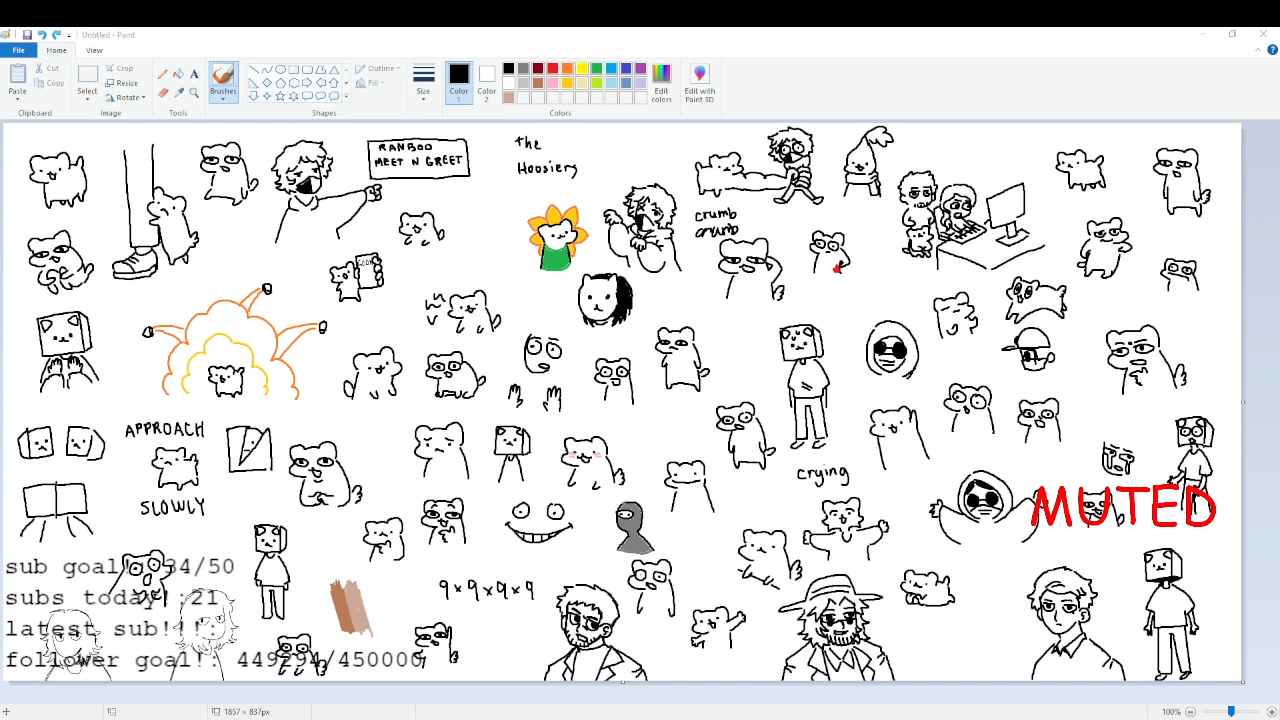 Untitled - Paint
File
Home
View
Paste
Cut
Copy
Clipboard
Select
Crop
Resize
Rotate
Image
Tools
Brushes
Shapes
Outline
Fill
Size
Color 1
Color 2
Edit colors
Edit with Paint 3D
Colors
RANBOO
MEET N GREET
the
Hoosiers
crumb
crumb
APPROACH
SLOWLY
crying
MUTED
9 x 9 x 9 x 9
sub goal!: 34/50
subs today!:21
latest sub!!!:
follower goal!: 449294/450000
1857 × 837px
100%